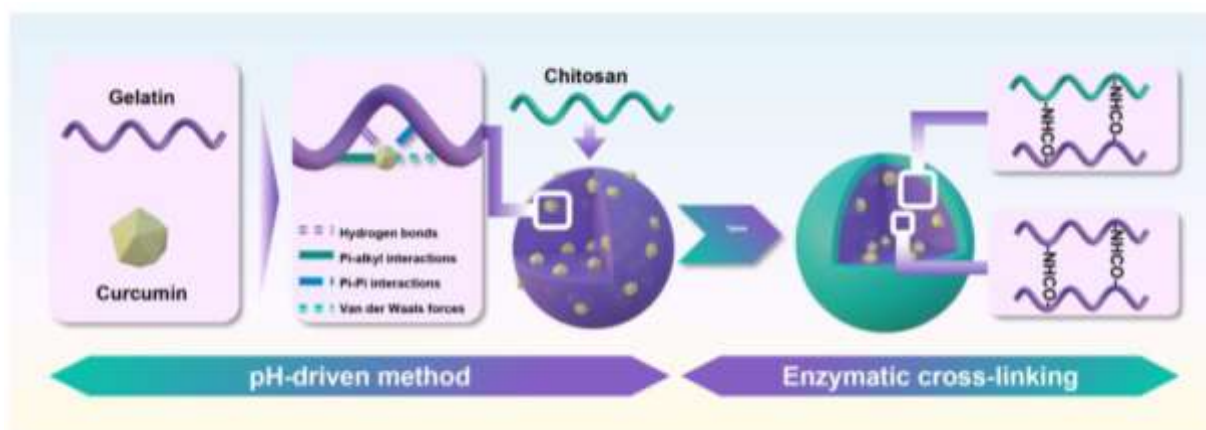 Gelatin
Curcumin
Hydrogen bonds
Pi-alkyl interactions
Pi-Pi interactions
Van der Waals forces
Chitosan
-NHCO-
-NHCO-
-NHCO-
-NHCO-
pH-driven method
Enzymatic cross-linking